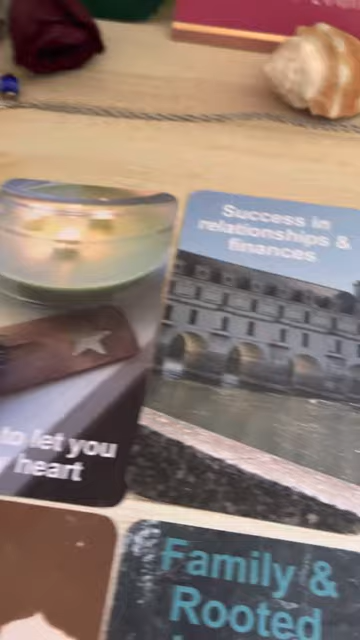 Success in
relationships &
finances
to let you
heart
Family &
Rooted